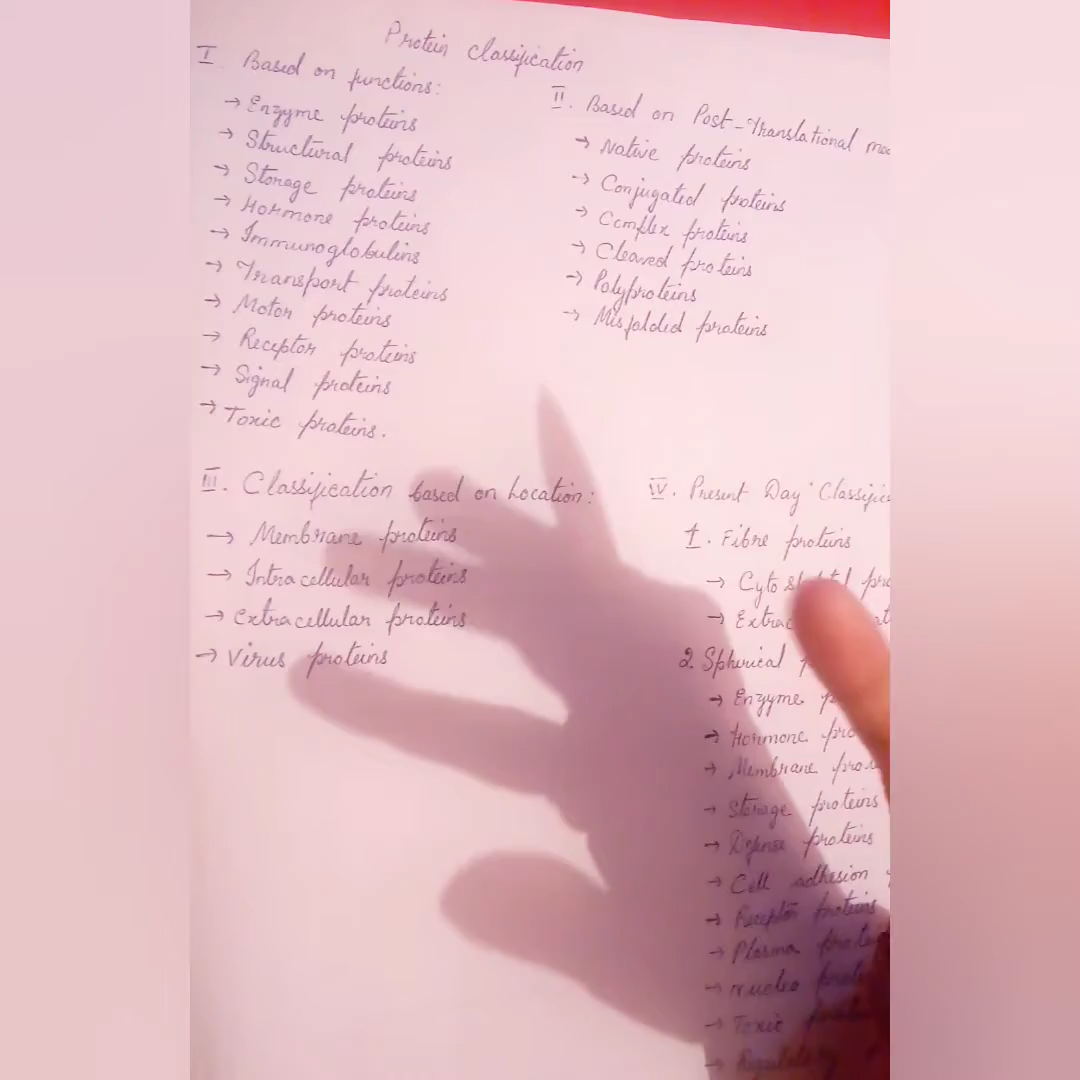 Protein Classification
I Based on functions:
→ Enzyme proteins
→ Structural proteins
→ Storage proteins
→ Hormone proteins
→ Immunoglobulins
→ Transport proteins
→ Motor proteins
→ Receptor proteins
→ Signal proteins
→ Toxic proteins.
II. Based on Post-Translational
→ Native proteins
→ Conjugated proteins
→ Complex proteins
→ Cleaved proteins
→ Polyproteins
→ Misfolded proteins
III. Classification based on Location:
→ Membrane proteins
→ Intracellular proteins
→ Extracellular proteins
→ Virus proteins
IV. Present Day
1. Fibre proteins
→ Cyto
→
2. Spherical
→ Enzyme
→ Hormone
→ Membrane
→ Storage proteins
→ Defense proteins
→ Cell adhesion
→ Receptor proteins
→ Plasma
→ Nucleo
→ Toxic
→ Regulatory